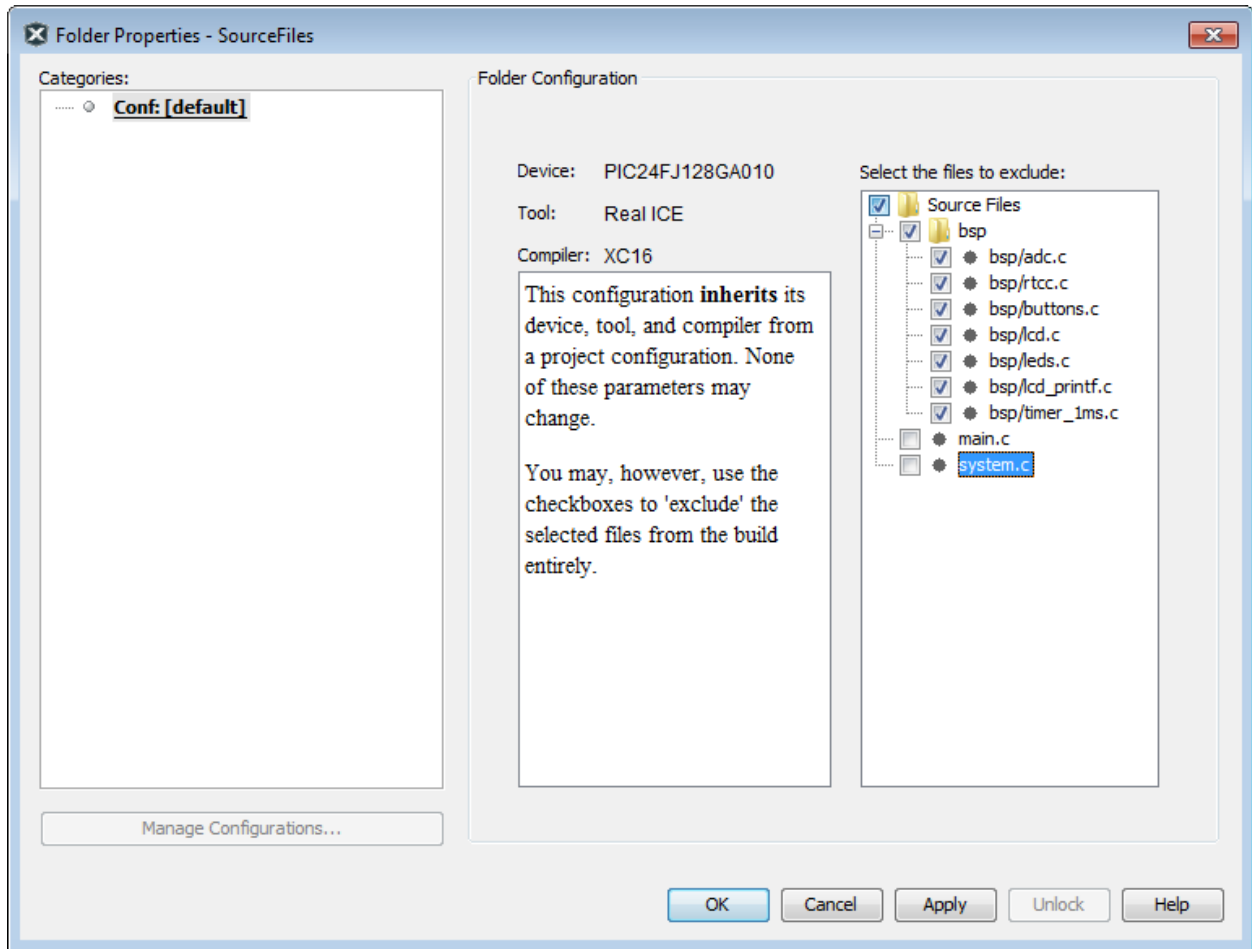 Folder Properties - SourceFiles
Categories:
Conf: [default]
Manage Configurations...
Folder Configuration
Device: PIC24FJ128GA010
Tool: Real ICE
Compiler: XC16
This configuration inherits its
device, tool, and compiler from
a project configuration. None
of these parameters may
change.
You may, however, use the
checkboxes to 'exclude' the
selected files from the build
entirely.
Select the files to exclude:
Source Files
bsp
bsp/adc.c
bsp/rtcc.c
bsp/buttons.c
bsp/lcd.c
bsp/leds.c
bsp/lcd_printf.c
bsp/timer_1ms.c
main.c
system.c
OK
Cancel
Apply
Unlock
Help